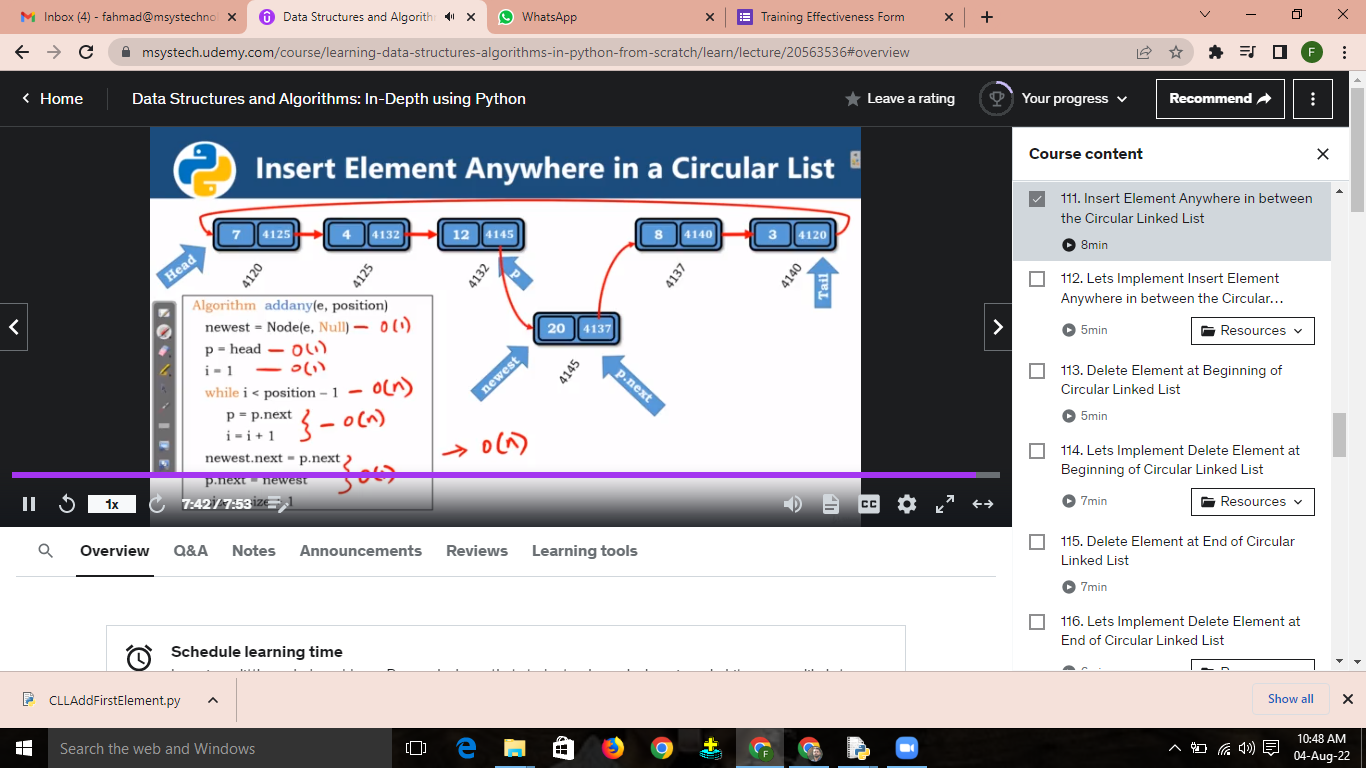 Inbox (4) - fahmad@msystechno
Data Structures and Algorith
WhatsApp
Training Effectiveness Form
msystech.udemy.com/course/learning-data-structures-algorithms-in-python-from-scratch/learn/lecture/20563536#overview
F
Home
Data Structures and Algorithms: In-Depth using Python
Leave a rating
Your progress
Recommend
Insert Element Anywhere in a Circular List
7 4125 4 4132 12 4145 8 4140 3 4120
Head 4120 4125 4132 p 4137 4140 Tail
20 4137
newest 4145 p.next
Algorithm addany(e, position)
newest = Node(e, Null) – O(1)
p = head – O(1)
i = 1 – O(1)
while i < position – 1 – O(n)
p = p.next
} – O(n)
i = i + 1
newest.next = p.next
} O(1)
p.next = newest
→ O(n)
1x
7:42 / 7:53
CC
Course content
111. Insert Element Anywhere in between
the Circular Linked List
8min
112. Lets Implement Insert Element
Anywhere in between the Circular...
5min
Resources
113. Delete Element at Beginning of
Circular Linked List
5min
114. Lets Implement Delete Element at
Beginning of Circular Linked List
7min
Resources
115. Delete Element at End of Circular
Linked List
7min
116. Lets Implement Delete Element at
End of Circular Linked List
Overview
Q&A
Notes
Announcements
Reviews
Learning tools
Schedule learning time
CLLAddFirstElement.py
Show all
Search the web and Windows
10:48 AM
04-Aug-22